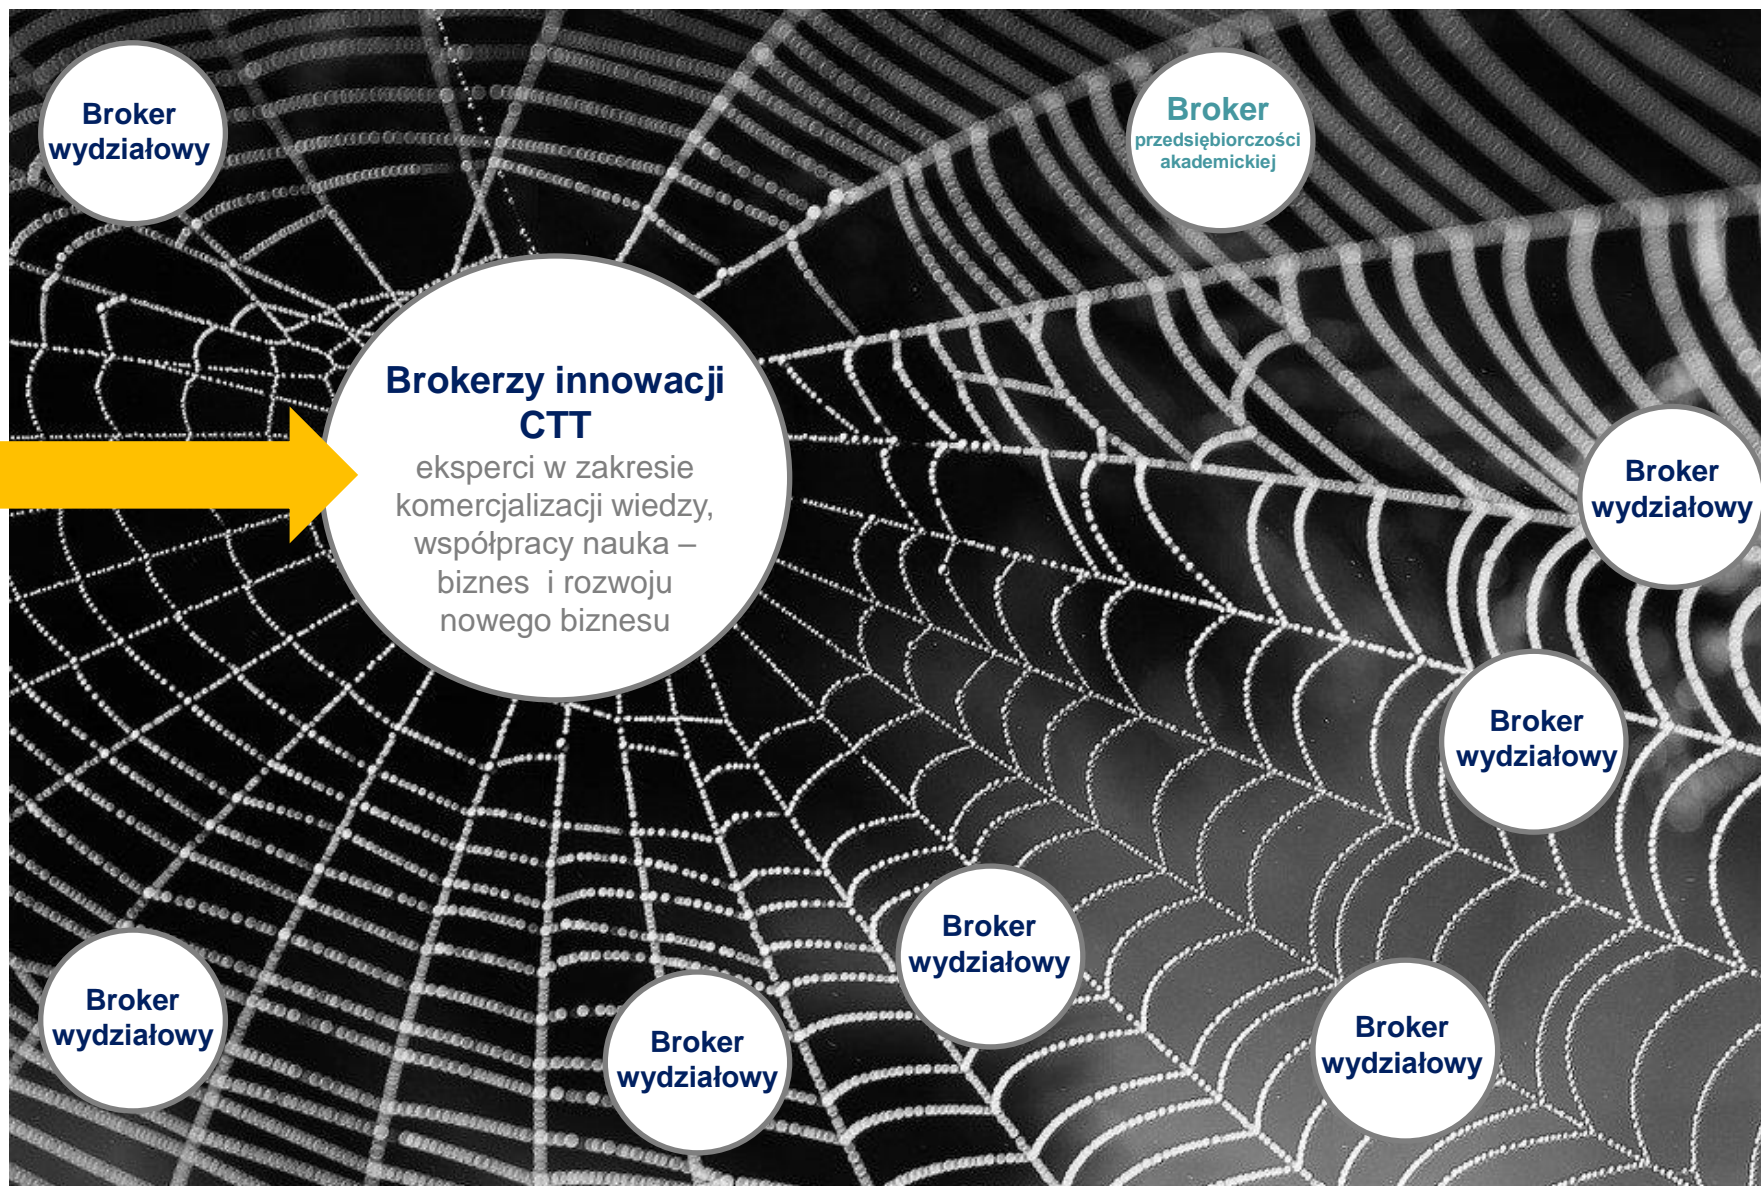 Broker
wydziałowy
Broker
przedsiębiorczości
akademickiej
Brokerzy innowacji
CTT
eksperci w zakresie
komercjalizacji wiedzy,
współpracy nauka –
biznes  i rozwoju
nowego biznesu
Broker
wydziałowy
Broker
wydziałowy
Broker
wydziałowy
Broker
wydziałowy
Broker
wydziałowy
Broker
wydziałowy